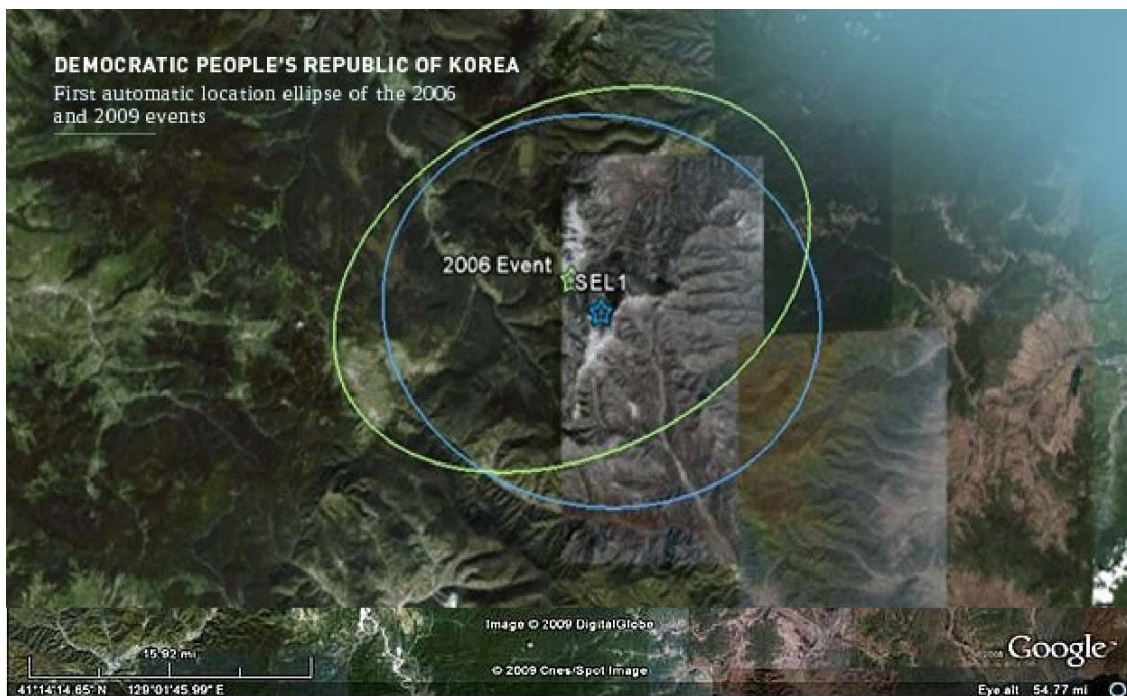 DEMOCRATIC PEOPLE'S REPUBLIC OF KOREA
First automatic location ellipse of the 2006
and 2009 events
2006 Event
SEL1
Image © 2009 DigitalGlobe
15.92 mi
© 2009 Cnes/Spot Image
Google™
41°14'14.65" N 129°01'45.99" E
Eye alt 54.77 mi